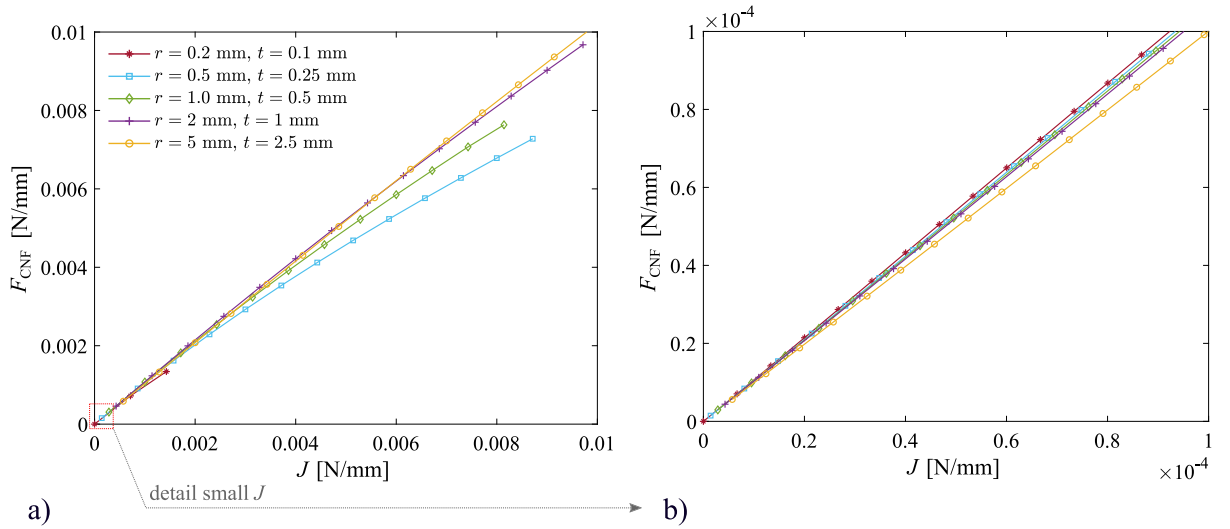 0.01
0.008
0.006
0.004
0.002
0
F_CNF [N/mm]
r = 0.2 mm, t = 0.1 mm
r = 0.5 mm, t = 0.25 mm
r = 1.0 mm, t = 0.5 mm
r = 2 mm, t = 1 mm
r = 5 mm, t = 2.5 mm
0 0.002 0.004 0.006 0.008 0.01
J [N/mm]
detail small J
a)
×10⁻⁴
1
0.8
0.6
0.4
0.2
0
F_CNF [N/mm]
0 0.2 0.4 0.6 0.8 1
J [N/mm]
×10⁻⁴
b)